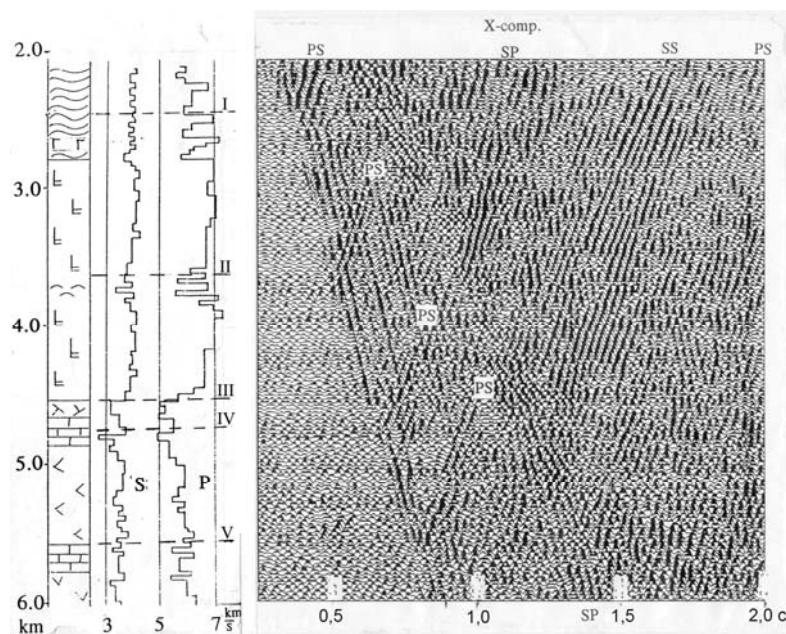 X-comp.
PS SP SS PS
2.0
I
PS
3.0
II
PS
4.0
III
PS
IV
5.0
S P
V
6.0
km 3 5 7 km/s
0,5 1,0 SP 1,5 2,0 c